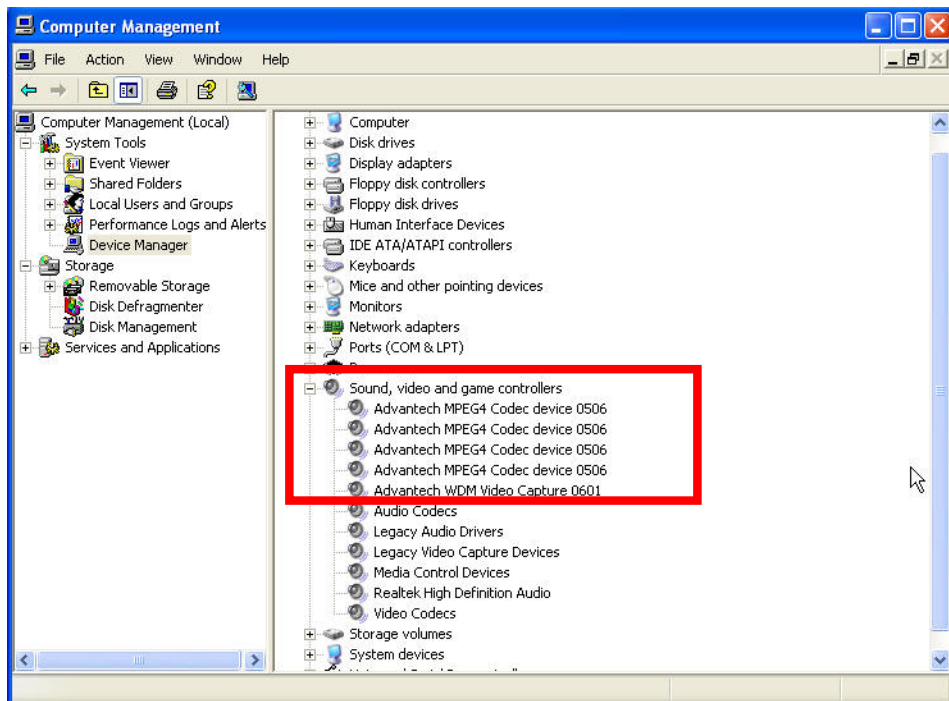 Computer Management
File Action View Window Help
Computer Management (Local)
System Tools
Event Viewer
Shared Folders
Local Users and Groups
Performance Logs and Alerts
Device Manager
Storage
Removable Storage
Disk Defragmenter
Disk Management
Services and Applications
Computer
Disk drives
Display adapters
Floppy disk controllers
Floppy disk drives
Human Interface Devices
IDE ATA/ATAPI controllers
Keyboards
Mice and other pointing devices
Monitors
Network adapters
Ports (COM & LPT)
Sound, video and game controllers
Advantech MPEG4 Codec device 0506
Advantech MPEG4 Codec device 0506
Advantech MPEG4 Codec device 0506
Advantech MPEG4 Codec device 0506
Advantech WDM Video Capture 0601
Audio Codecs
Legacy Audio Drivers
Legacy Video Capture Devices
Media Control Devices
Realtek High Definition Audio
Video Codecs
Storage volumes
System devices